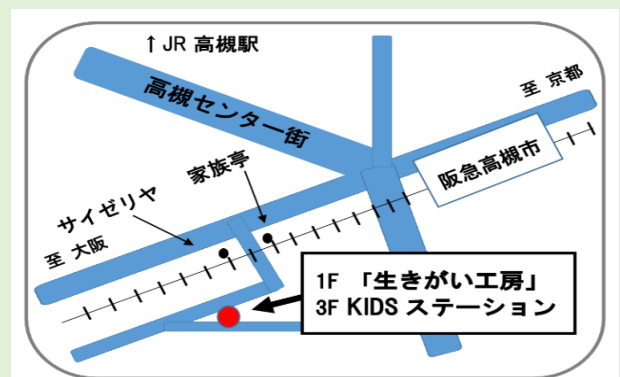 ↑JR 高槻駅
高槻センター街
至 京都
阪急高槻市
家族亭
サイゼリヤ
至 大阪
1F 「生きがい工房」
3F KIDS ステーション